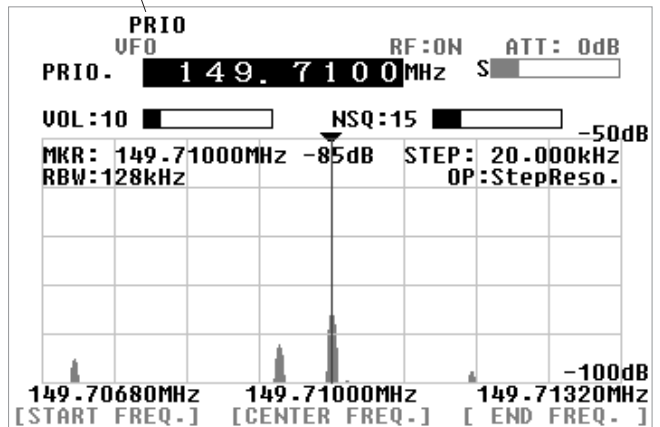 PRIO
VFO RF:ON ATT: 0dB
PRIO. 149.7100MHz S
VOL:10 NSQ:15
-50dB
MKR: 149.71000MHz -85dB STEP: 20.000kHz
RBW:128kHz OP:StepReso.
-100dB
149.70680MHz 149.71000MHz 149.71320MHz
[START FREQ.] [CENTER FREQ.] [ END FREQ. ]